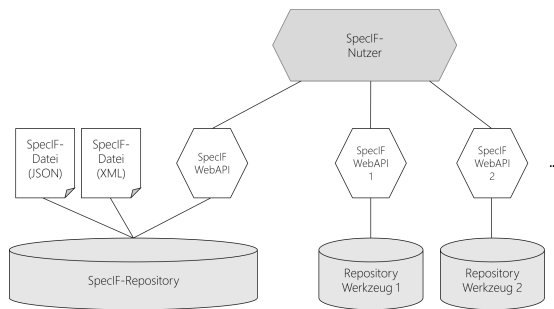 SpecIF-
Nutzer
SpecIF-
Datei
(JSON)
SpecIF-
Datei
(XML)
SpecIF
WebAPI
SpecIF
WebAPI
1
SpecIF
WebAPI
2
..
SpecIF-Repository
Repository
Werkzeug 1
Repository
Werkzeug 2